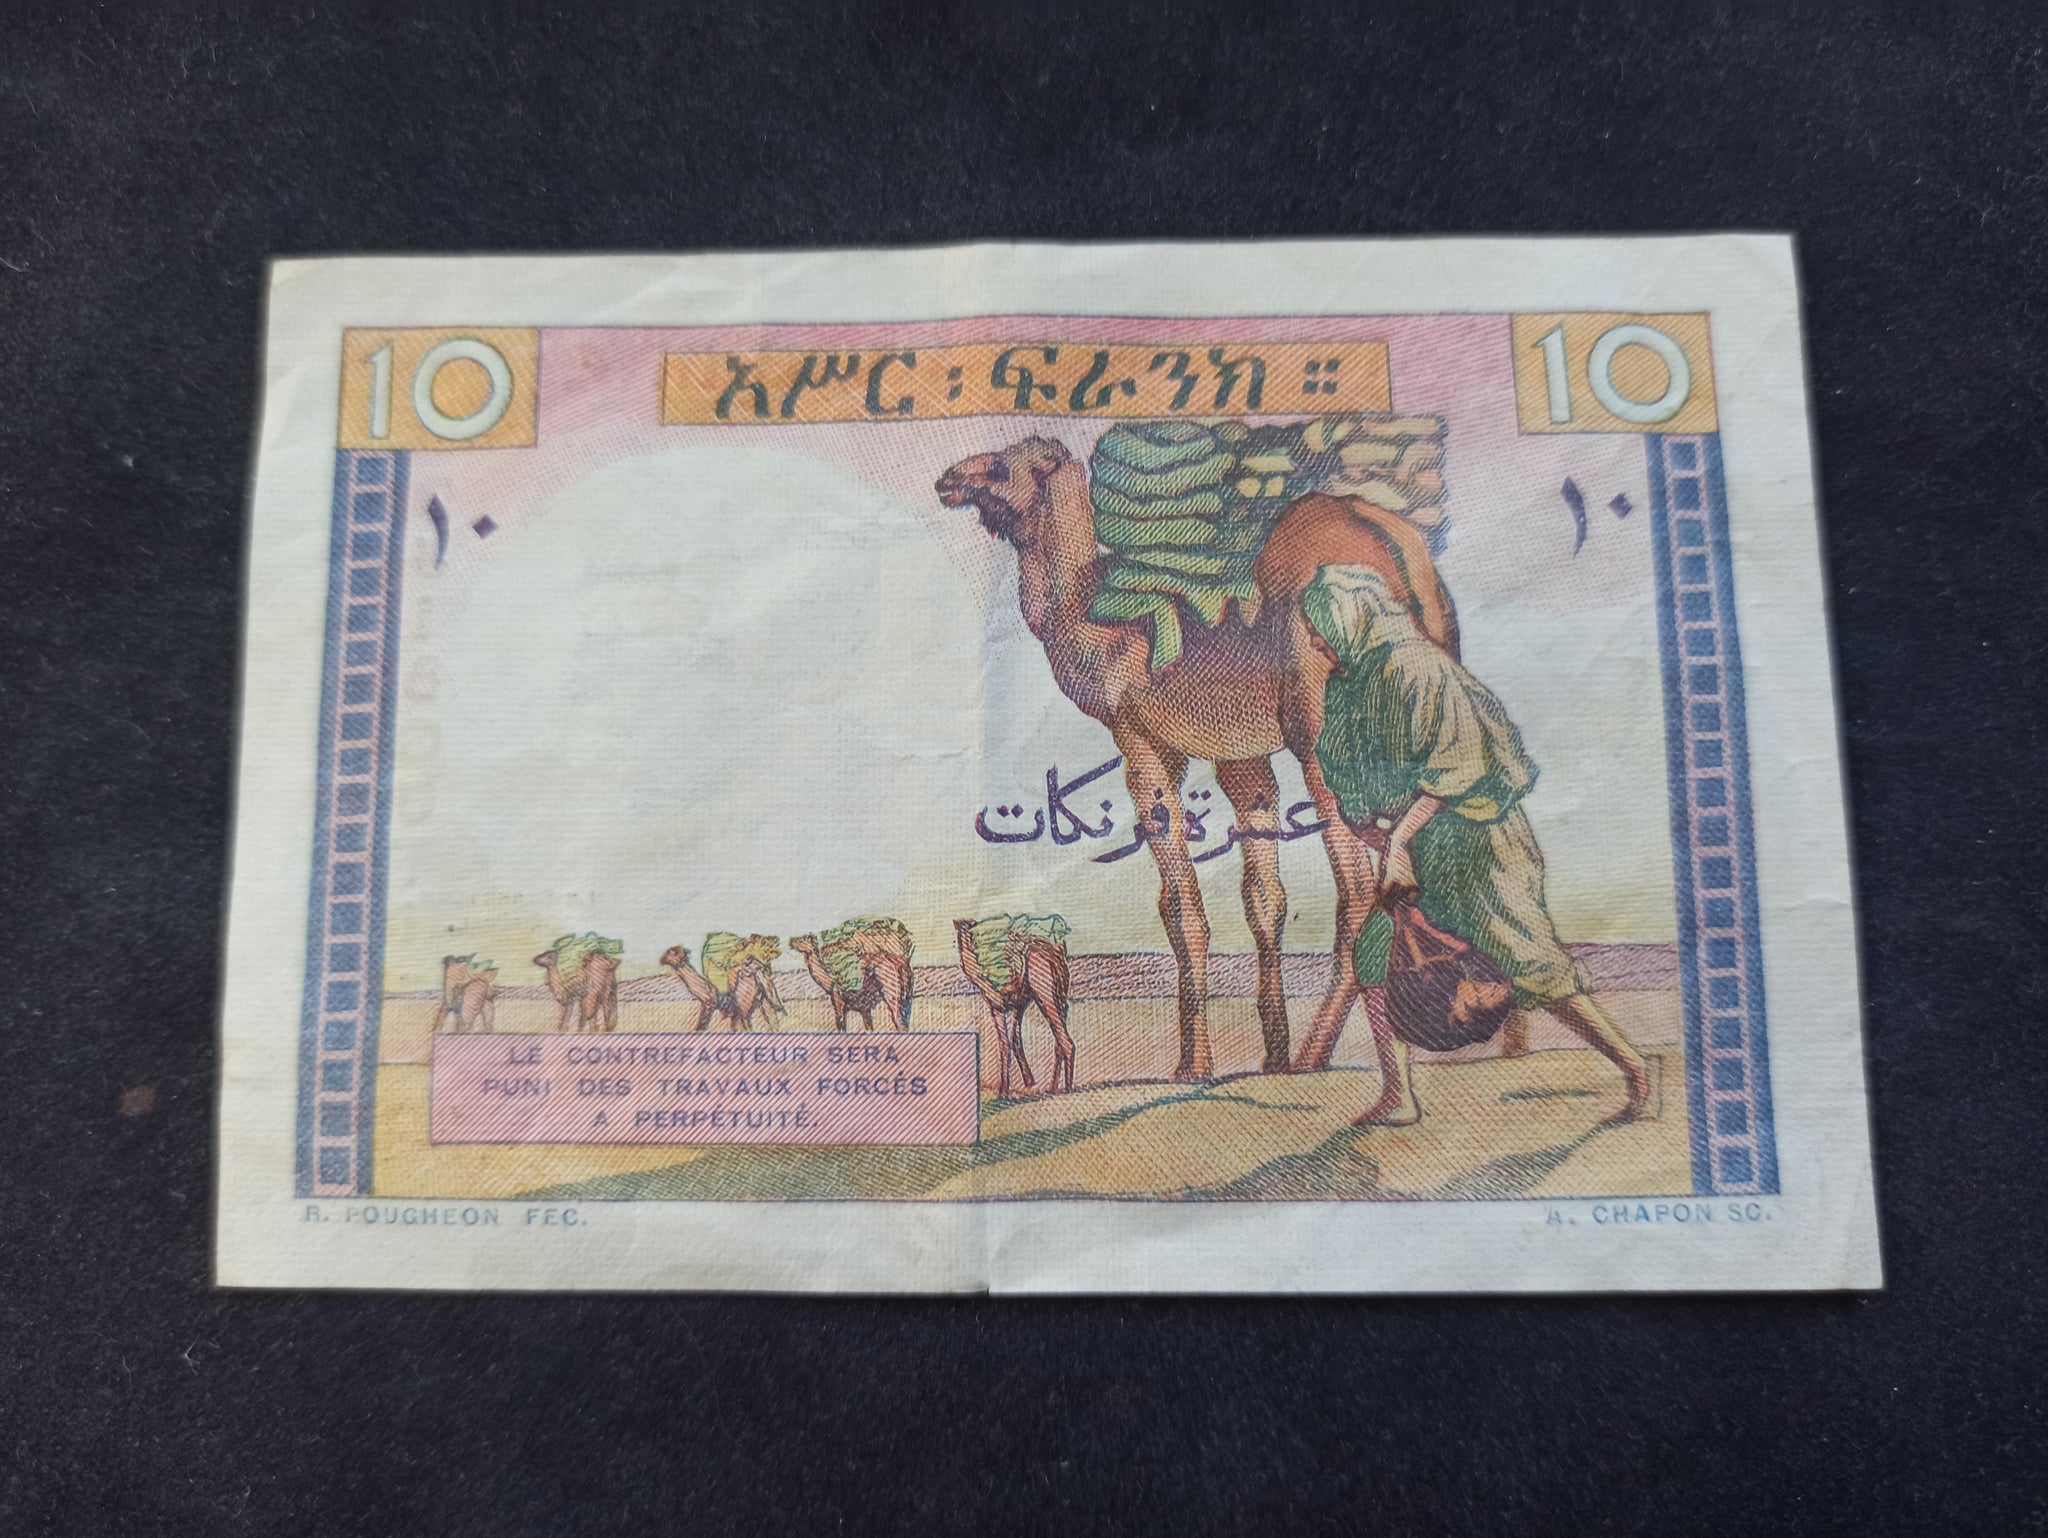 10
አሥር ፡ ፍራንክ ።
10
١٠
١٠
عشرة فرنكات
LE CONTREFACTEUR SERA
PUNI DES TRAVAUX FORCÉS
A PERPETUITÉ.
R. POUGHEON FEC.
A. CHAPON SC.